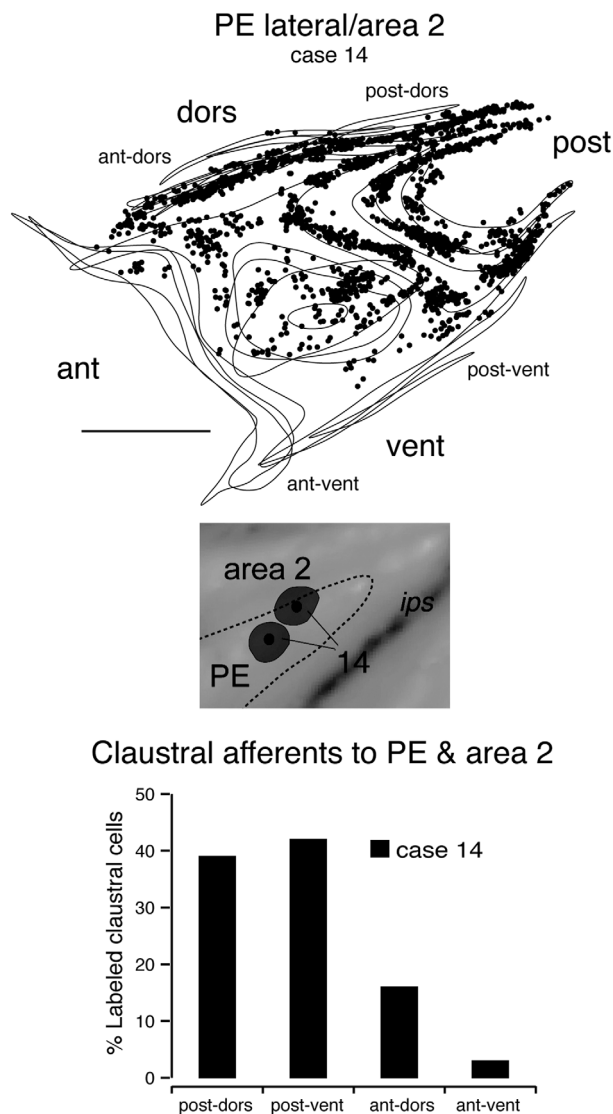 PE lateral/area 2
case 14
post-dors
dors
post
ant-dors
ant
post-vent
vent
ant-vent
area 2
ips
14
PE
Claustral afferents to PE & area 2
% Labeled claustral cells
50
40
30
20
10
0
case 14
post-dors post-vent ant-dors ant-vent